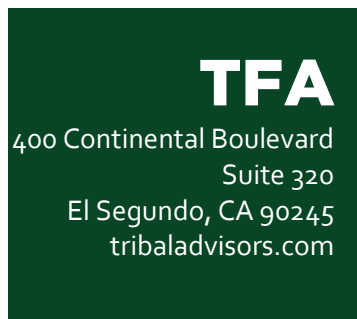 TFA
400 Continental Boulevard
Suite 320
El Segundo, CA 90245
tribaladvisors.com